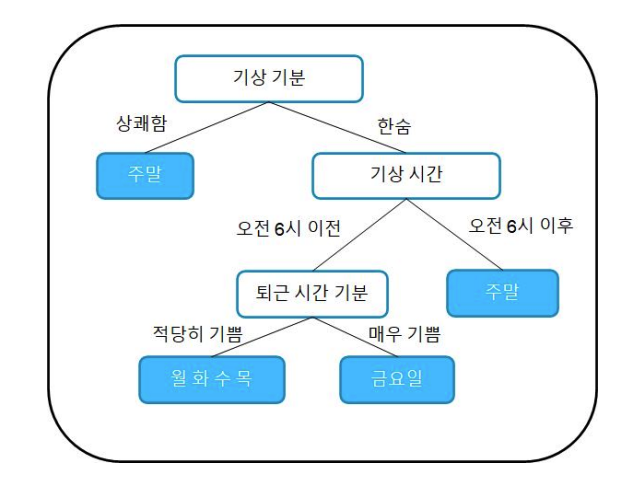 기상 기분
상쾌함
한숨
주말
기상 시간
오전 6시 이전
오전 6시 이후
퇴근 시간 기분
주말
적당히 기쁨
매우 기쁨
월 화 수 목
금요일